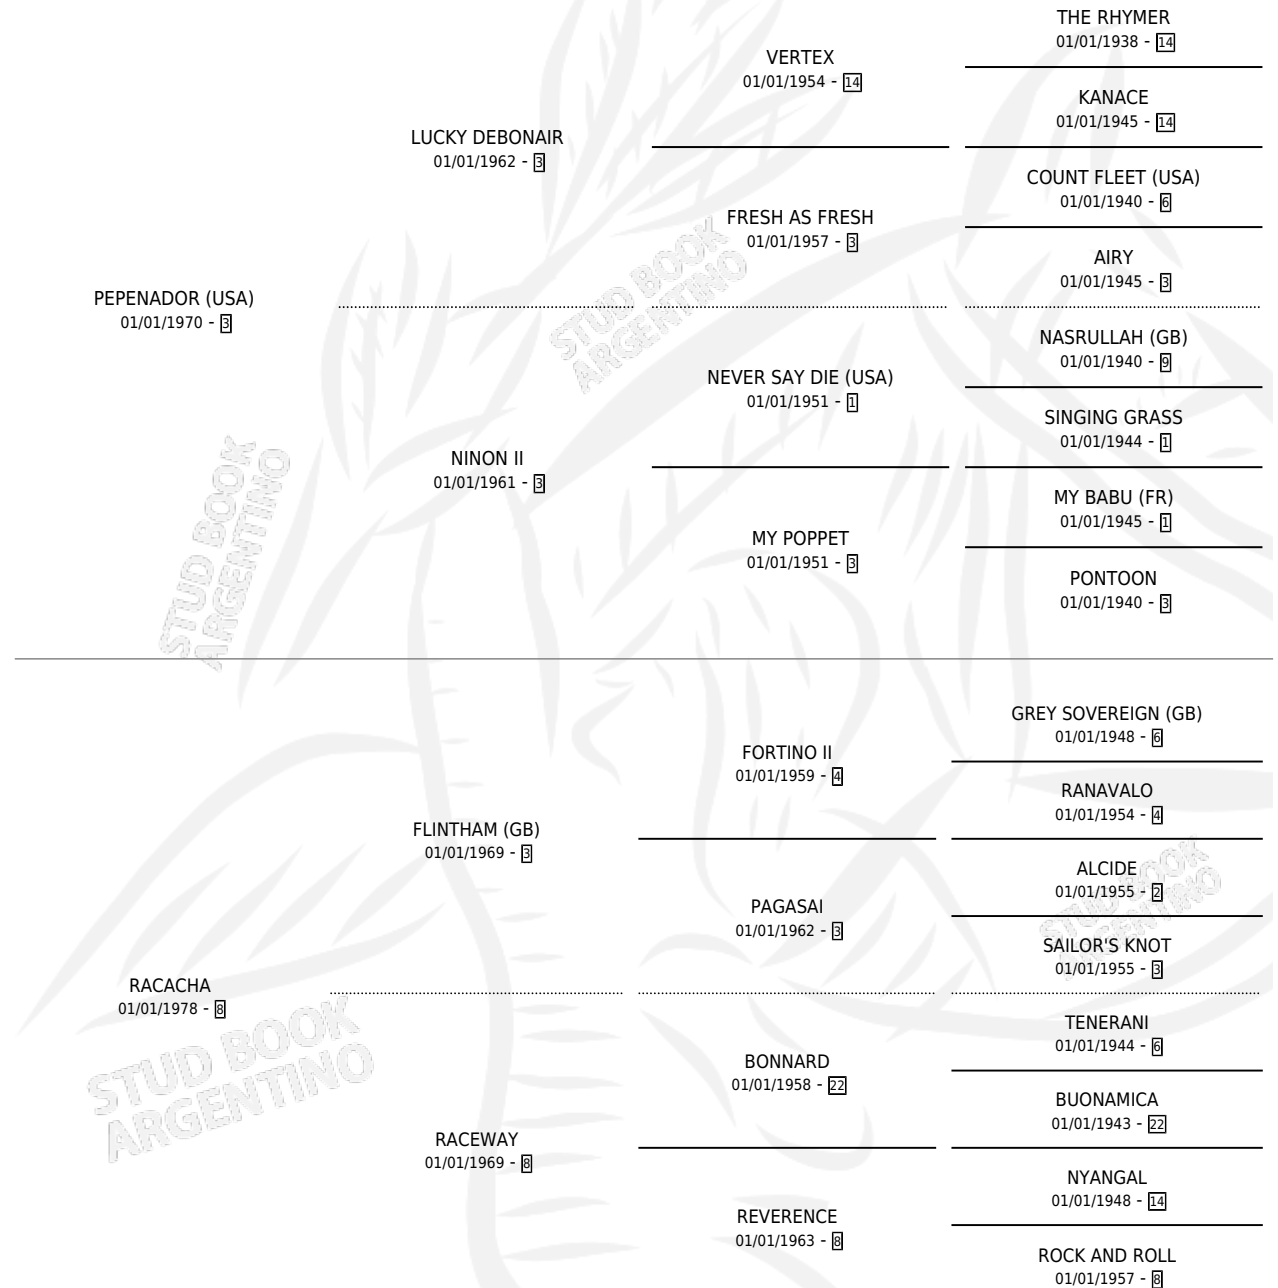 THE RHYMER
01/01/1938 - 14
VERTEX
01/01/1954 - 14
KANACE
01/01/1945 - 14
LUCKY DEBONAIR
01/01/1962 - 3
COUNT FLEET (USA)
01/01/1940 - 6
FRESH AS FRESH
01/01/1957 - 3
AIRY
01/01/1945 - 3
PEPENADOR (USA)
01/01/1970 - 3
NASRULLAH (GB)
01/01/1940 - 9
NEVER SAY DIE (USA)
01/01/1951 - 1
SINGING GRASS
01/01/1944 - 1
NINON II
01/01/1961 - 3
MY BABU (FR)
01/01/1945 - 1
MY POPPET
01/01/1951 - 3
PONTOON
01/01/1940 - 3
STUD BOOK
ARGENTINO
STUD BOOK
ARGENTINO
GREY SOVEREIGN (GB)
01/01/1948 - 6
FORTINO II
01/01/1959 - 4
RANAVALO
01/01/1954 - 4
FLINTHAM (GB)
01/01/1969 - 3
ALCIDE
01/01/1955 - 2
PAGASAI
01/01/1962 - 3
SAILOR'S KNOT
01/01/1955 - 3
RACACHA
01/01/1978 - 8
TENERANI
01/01/1944 - 6
BONNARD
01/01/1958 - 22
BUONAMICA
01/01/1943 - 22
RACEWAY
01/01/1969 - 8
NYANGAL
01/01/1948 - 14
REVERENCE
01/01/1963 - 8
ROCK AND ROLL
01/01/1957 - 8
STUD BOOK
ARGENTINO
STUD BOOK
ARGENTINO